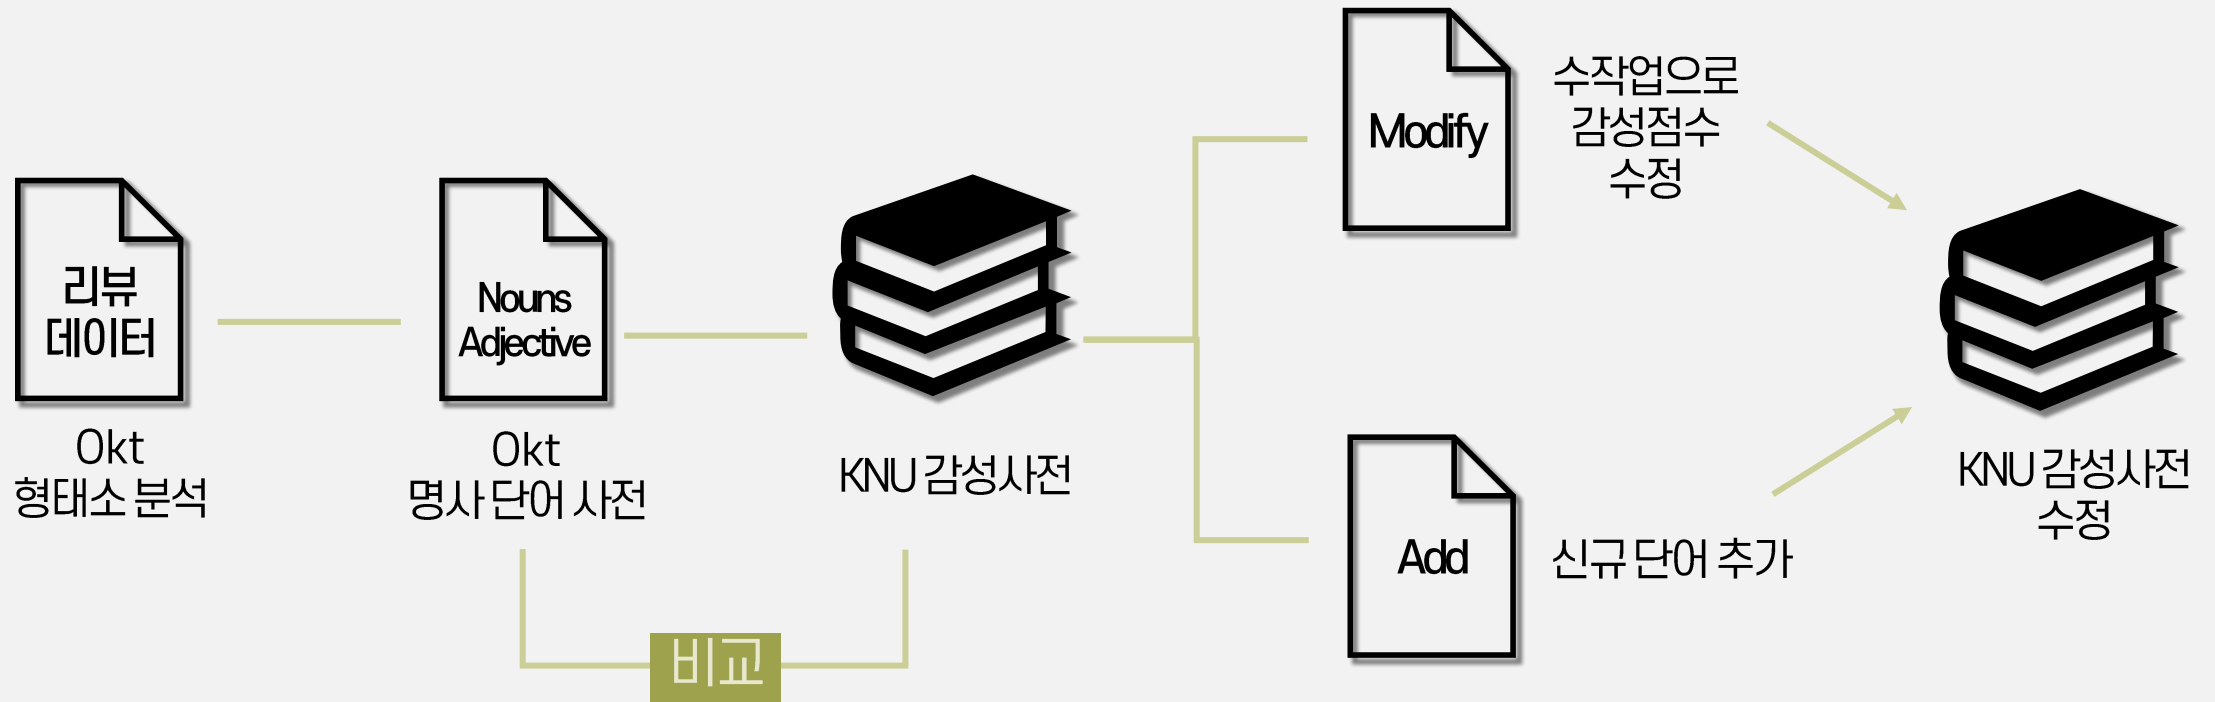 리뷰
데이터
Okt
형태소 분석
Nouns
Adjective
Okt
명사 단어 사전
비교
KNU 감성사전
Modify
수작업으로
감성점수
수정
Add
신규 단어 추가
KNU 감성사전
수정